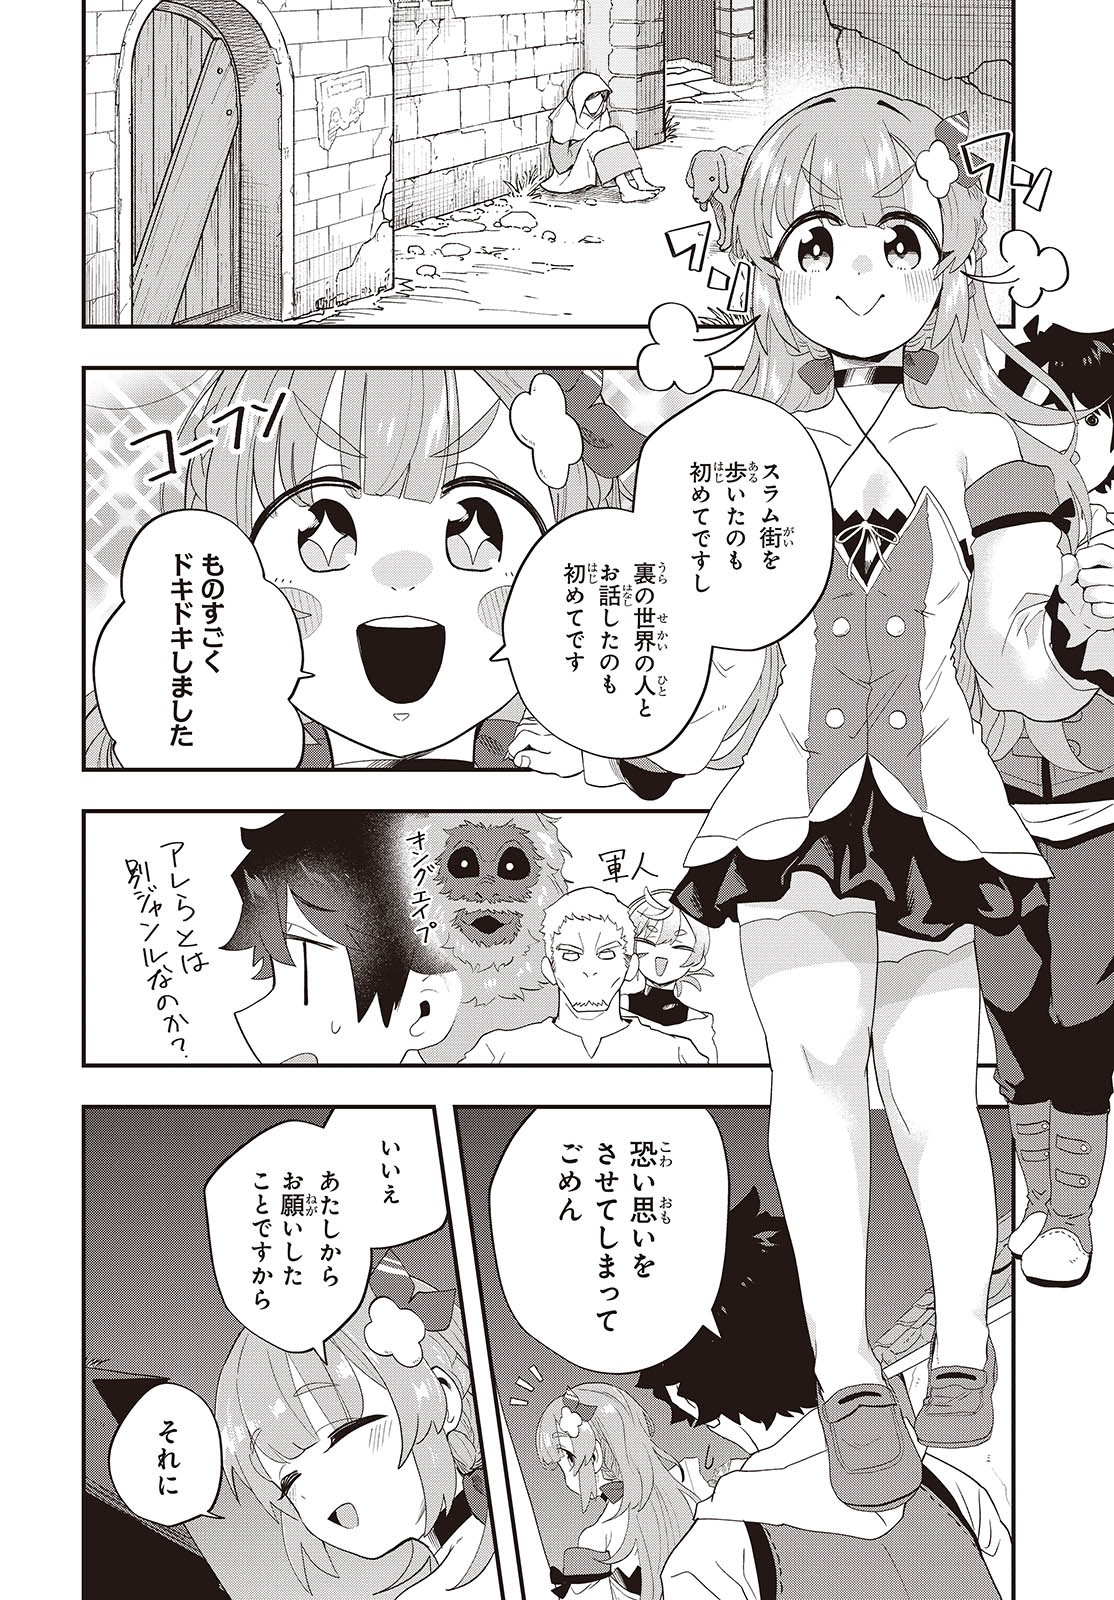 フンッ
フンッ
恐い思いを
させてしまって
ごめん
いいえ
あたしから
お願いした
ことですから
それに
スラム街を
歩いたのも
初めてですし
裏の世界の人と
お話したのも
初めてです
コーフン
ものすごく
ドキドキしました
軍人
キングエイプ
アレらとは
別ジャンルなのか?